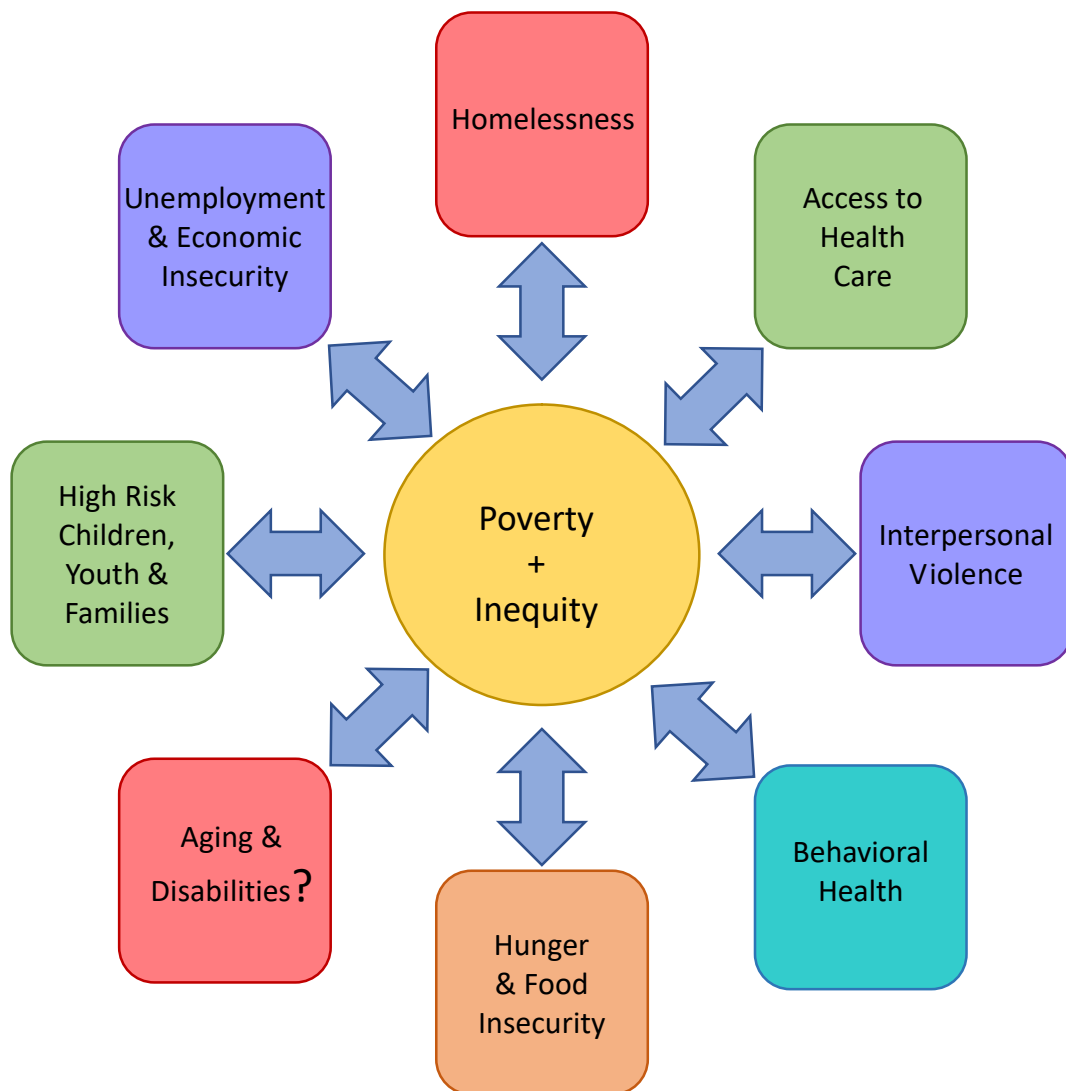 Homelessness
Access to
Health
Care
Interpersonal
Violence
Behavioral
Health
Hunger
& Food
Insecurity
Aging &
Disabilities?
High Risk
Children,
Youth &
Families
Unemployment
& Economic
Insecurity
Poverty
+
Inequity